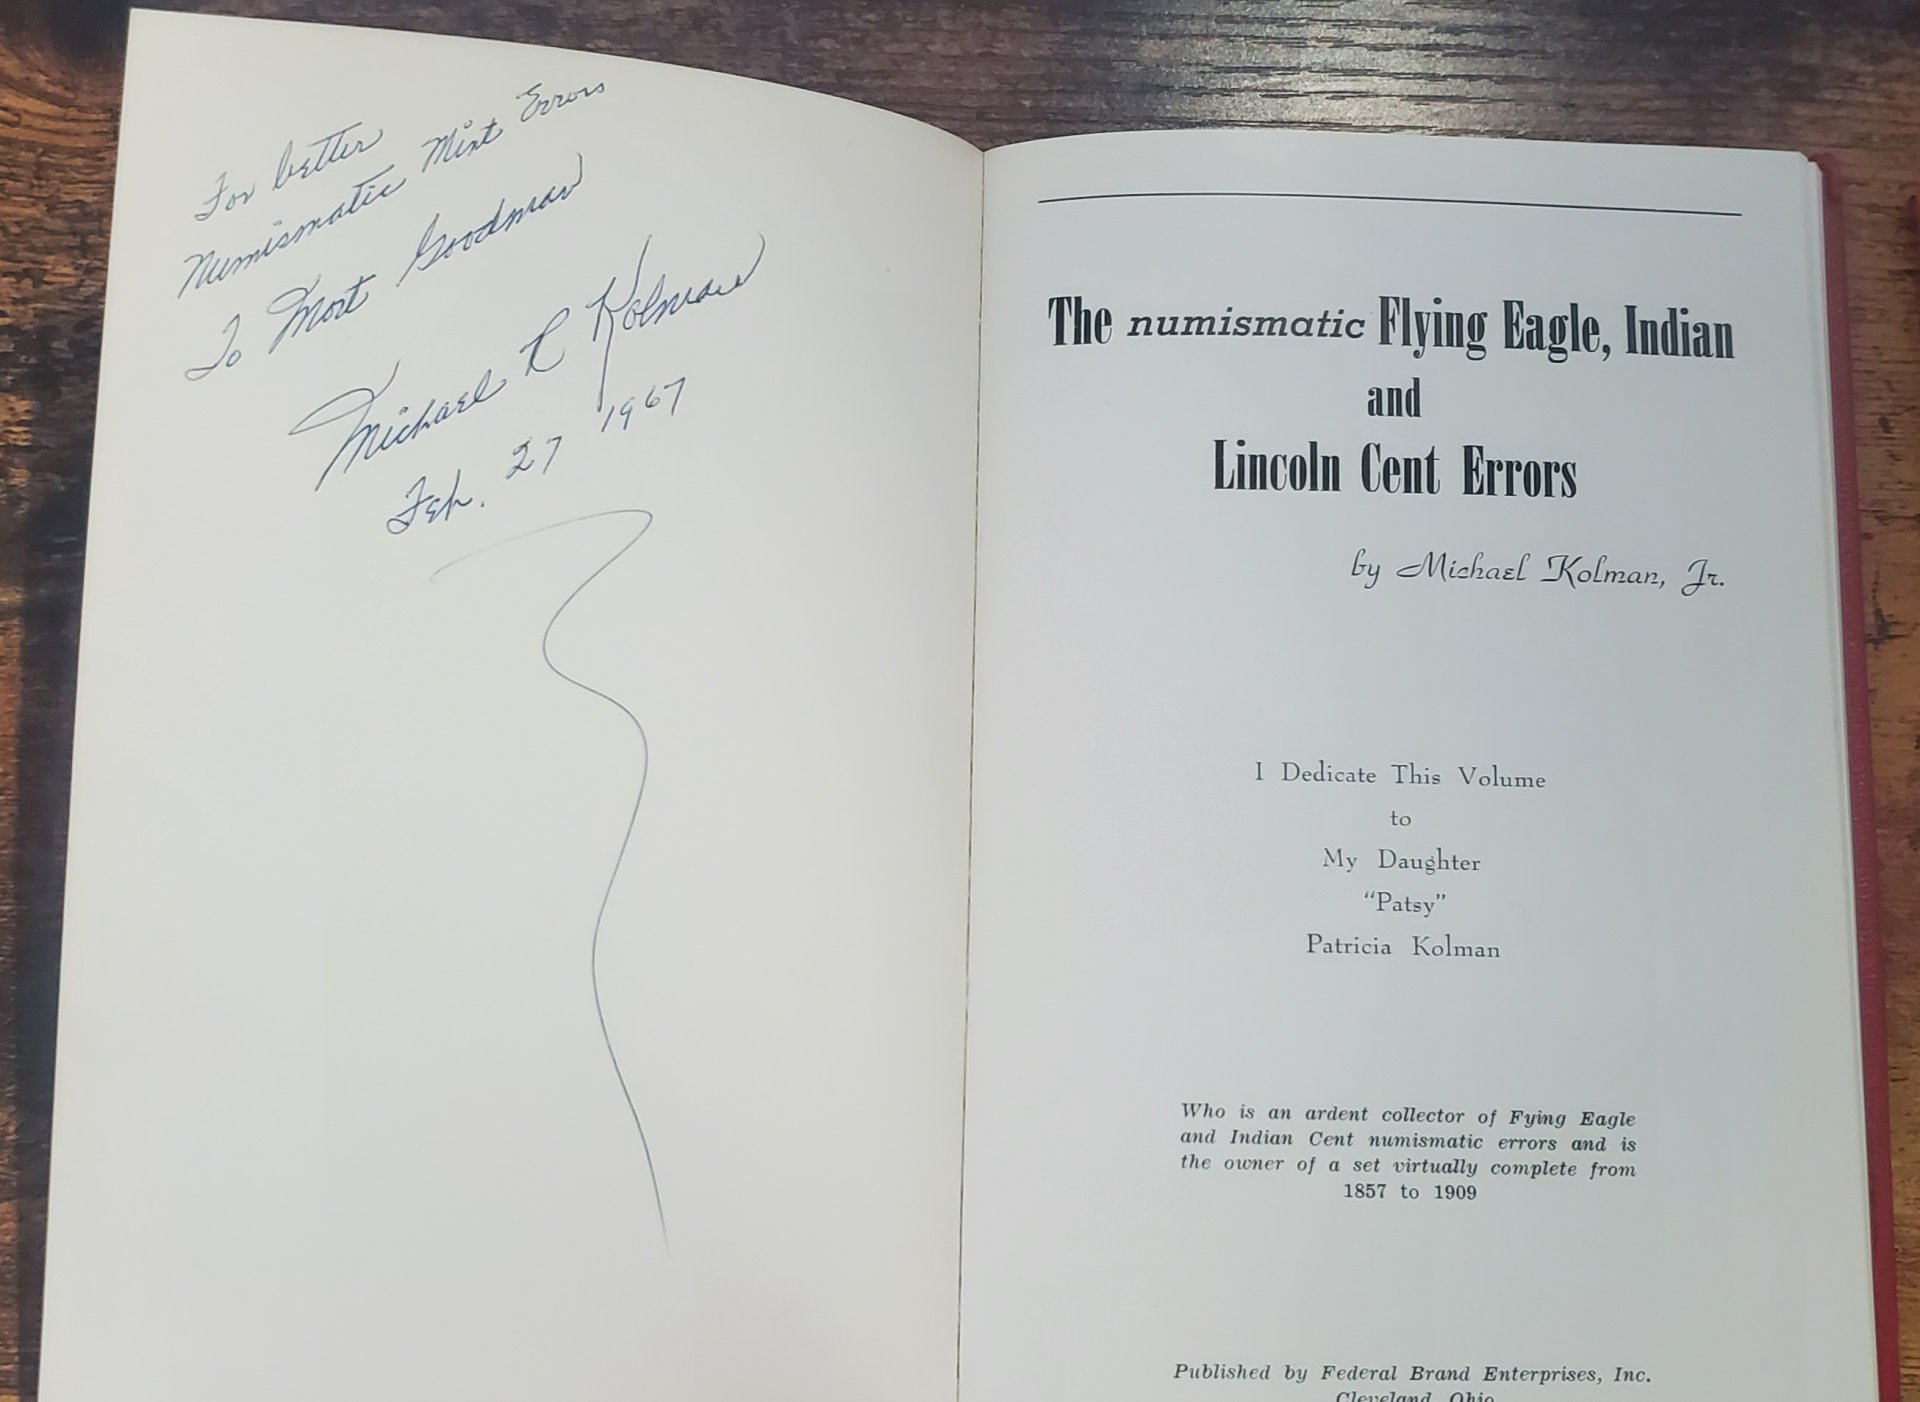 For better
Numismatic Mint Errors
To Mort Goodman
Michael R Kolman
Feb. 27 1967
The numismatic Flying Eagle, Indian
and
Lincoln Cent Errors
by Michael Kolman, Jr.
I Dedicate This Volume
to
My Daughter
“Patsy”
Patricia Kolman
Who is an ardent collector of Fying Eagle
and Indian Cent numismatic errors and is
the owner of a set virtually complete from
1857 to 1909
Published by Federal Brand Enterprises, Inc.
Cleveland, Ohio